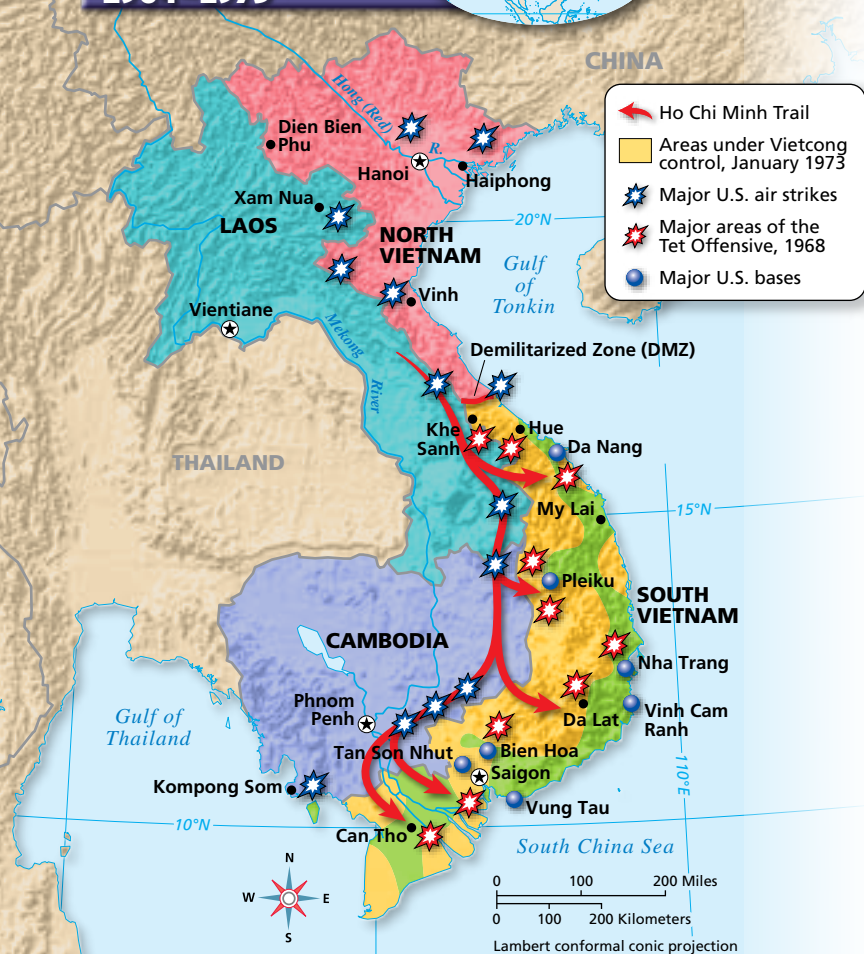 CHINA
Ho Chi Minh Trail
Areas under Vietcong
control, January 1973
Major U.S. air strikes
Major areas of the
Tet Offensive, 1968
Major U.S. bases
Hong (Red)
R.
Dien Bien
Phu
Hanoi
Haiphong
Xam Nua
LAOS
20°N
NORTH
VIETNAM
Gulf
of
Tonkin
Vinh
Vientiane
Mekong
River
Demilitarized Zone (DMZ)
Khe
Sanh
Hue
Da Nang
THAILAND
My Lai
15°N
Pleiku
SOUTH
VIETNAM
CAMBODIA
Nha Trang
Phnom
Penh
Da Lat
Vinh Cam
Ranh
Gulf of
Thailand
Tan Son Nhut
Bien Hoa
Saigon
110°E
Kompong Som
Vung Tau
10°N
Can Tho
South China Sea
N
W
E
S
0 100 200 Miles
0 100 200 Kilometers
Lambert conformal conic projection